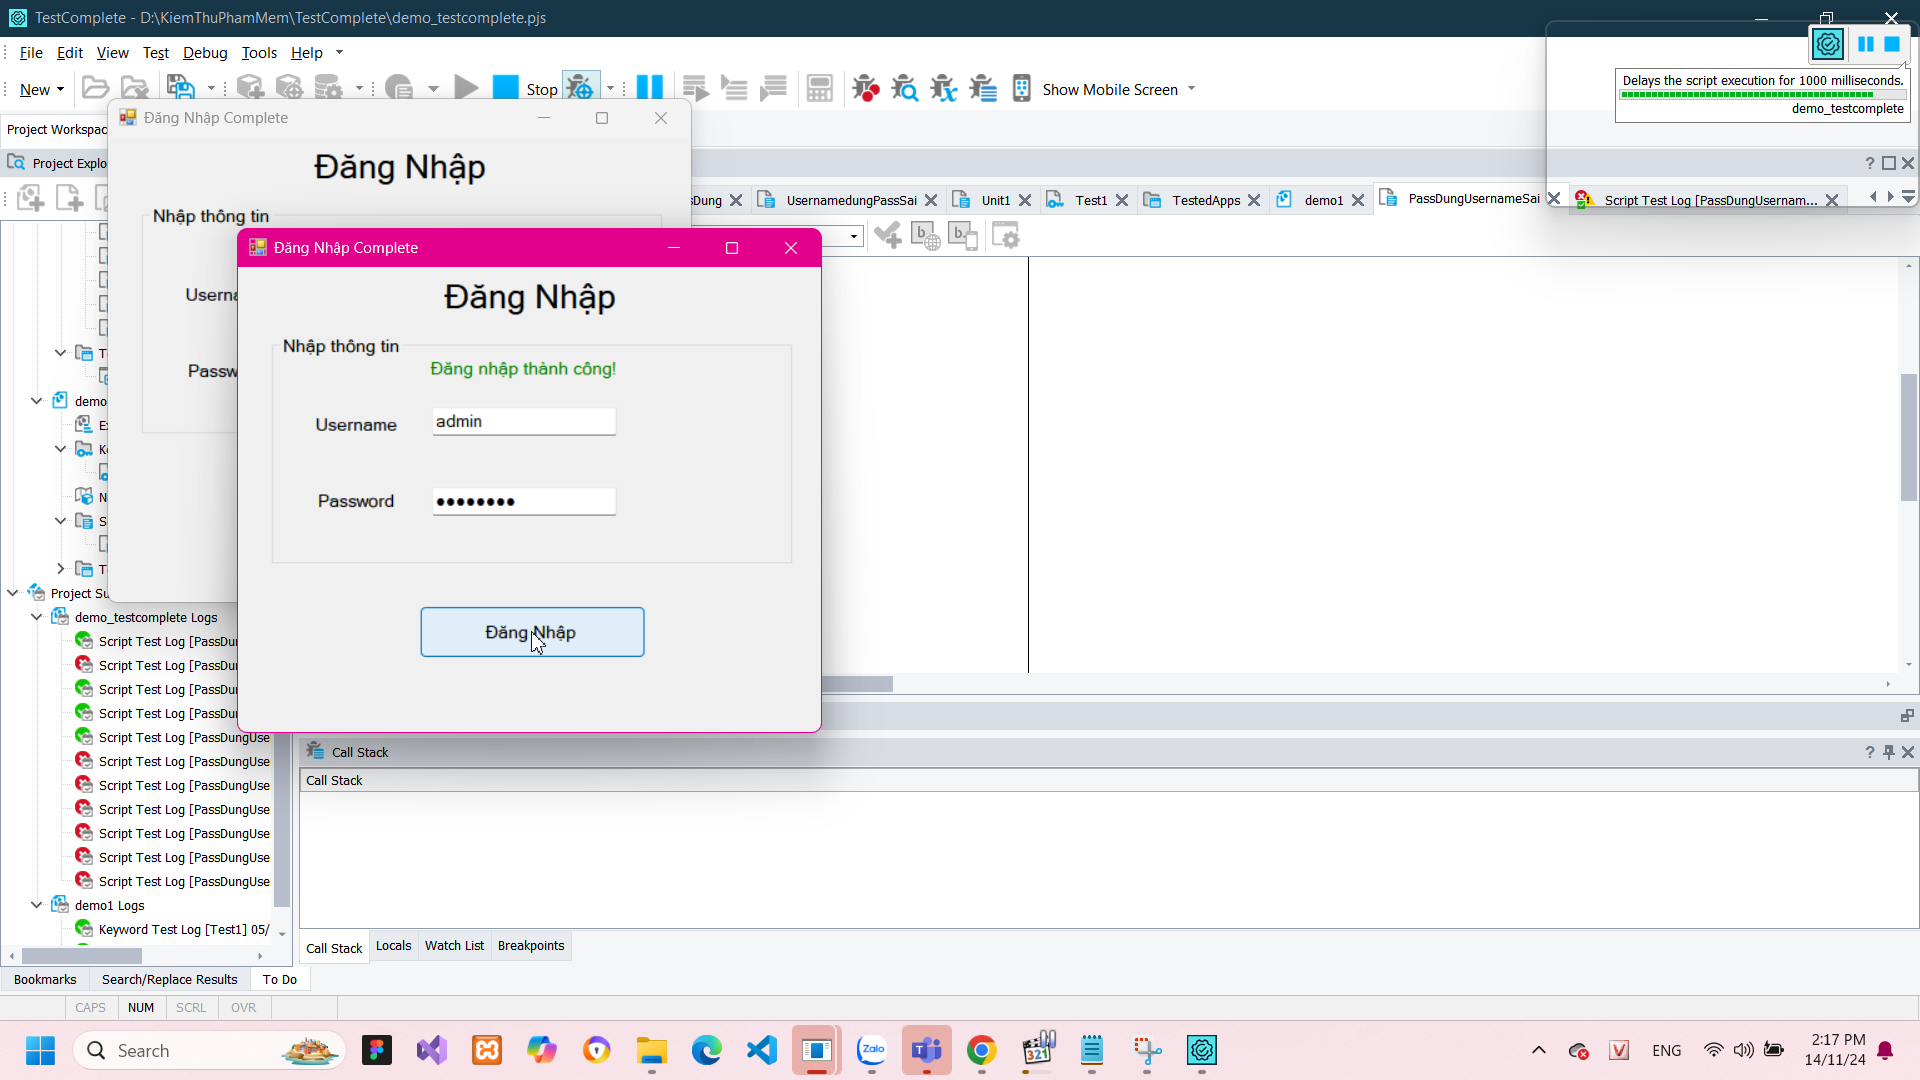 TestComplete - D:\KiemThuPhamMem\TestComplete\demo_testcomplete.pjs
File Edit View Test Debug Tools Help
New
Stop
Show Mobile Screen
Delays the script execution for 1000 milliseconds.
demo_testcomplete
Project Workspac
Project Explo
sDung
UsernamedungPassSai
Unit1
Test1
TestedApps
demo1
PassDungUsernameSai
Script Test Log [PassDungUsernam...
Đăng Nhập Complete
Đăng Nhập
Nhập thông tin
Userna
Passw
Đăng Nhập Complete
Đăng Nhập
Nhập thông tin
Đăng nhập thành công!
Username
admin
Password
Đăng Nhập
demo
Project Su
demo_testcomplete Logs
Script Test Log [PassDun
Script Test Log [PassDun
Script Test Log [PassDu
Script Test Log [PassDu
Script Test Log [PassDungUse
Script Test Log [PassDungUse
Script Test Log [PassDungUse
Script Test Log [PassDungUse
Script Test Log [PassDungUse
Script Test Log [PassDungUse
Script Test Log [PassDungUse
demo1 Logs
Keyword Test Log [Test1] 05/
Call Stack
Call Stack
Call Stack Locals Watch List Breakpoints
Bookmarks Search/Replace Results To Do
CAPS NUM SCRL OVR
Search
Zalo
321
ENG
2:17 PM
14/11/24